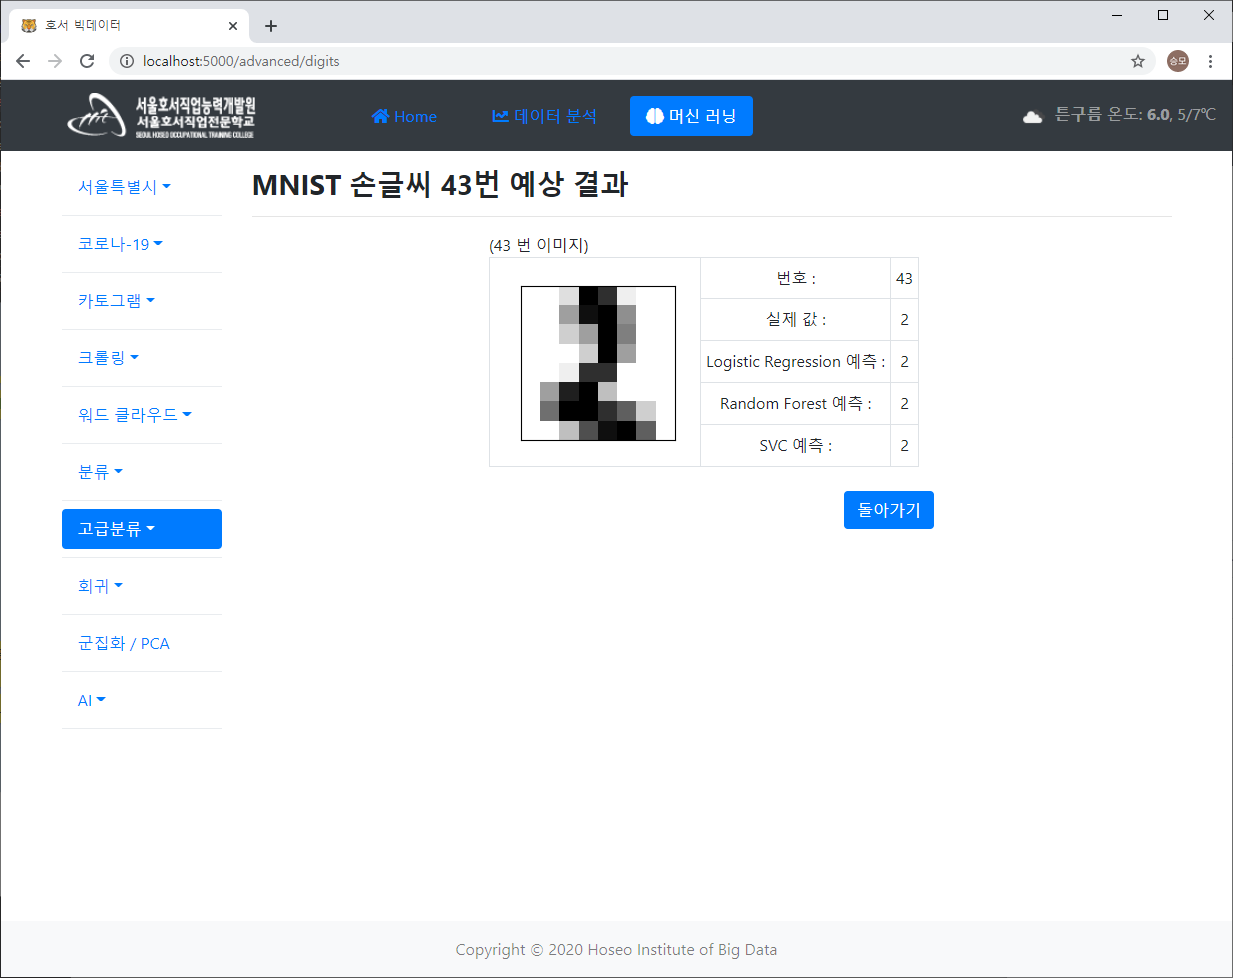 호서 빅데이터
localhost:5000/advanced/digits
승모
서울호서직업능력개발원
서울호서직업전문학교
SEOUL HOSEO OCCUPATIONAL TRAINING COLLEGE
Home
데이터 분석
머신 러닝
튼구름 온도: 6.0, 5/7℃
서울특별시
코로나-19
카토그램
크롤링
워드 클라우드
분류
고급분류
회귀
군집화 / PCA
AI
MNIST 손글씨 43번 예상 결과
(43 번 이미지)
번호 : 43
실제 값 : 2
Logistic Regression 예측 : 2
Random Forest 예측 : 2
SVC 예측 : 2
돌아가기
Copyright © 2020 Hoseo Institute of Big Data